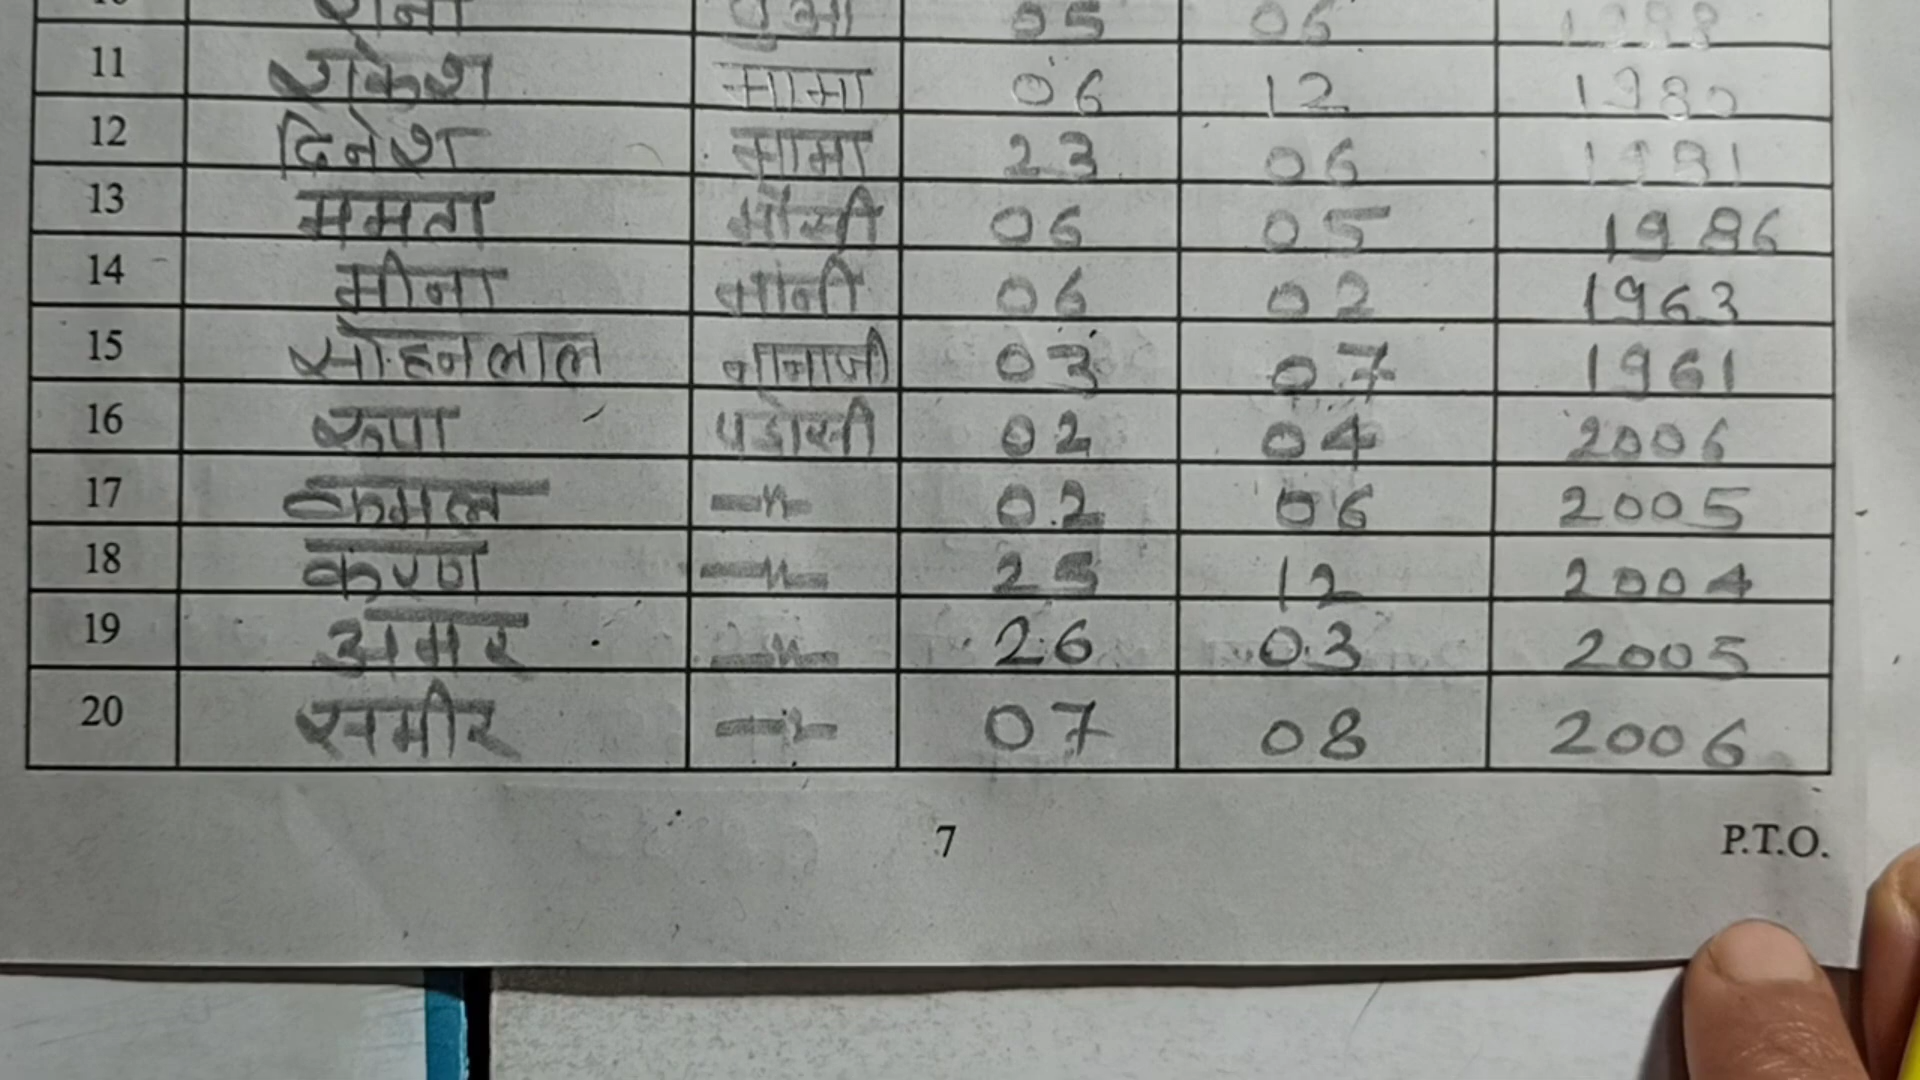 05 06
11 राकेश मामा 06 12 1980
12 दिनेश मामा 23 06 1981
13 ममता मौसी 06 05 1986
14 मीना नानी 06 02 1963
15 सोहनलाल नानाजी 03 07 1961
16 रूपा पडोसी 02 04 2006
17 कमल —"— 02 06 2005
18 करण —"— 25 12 2004
19 अमर —"— 26 03 2005
20 समीर —"— 07 08 2006
7 P.T.O.